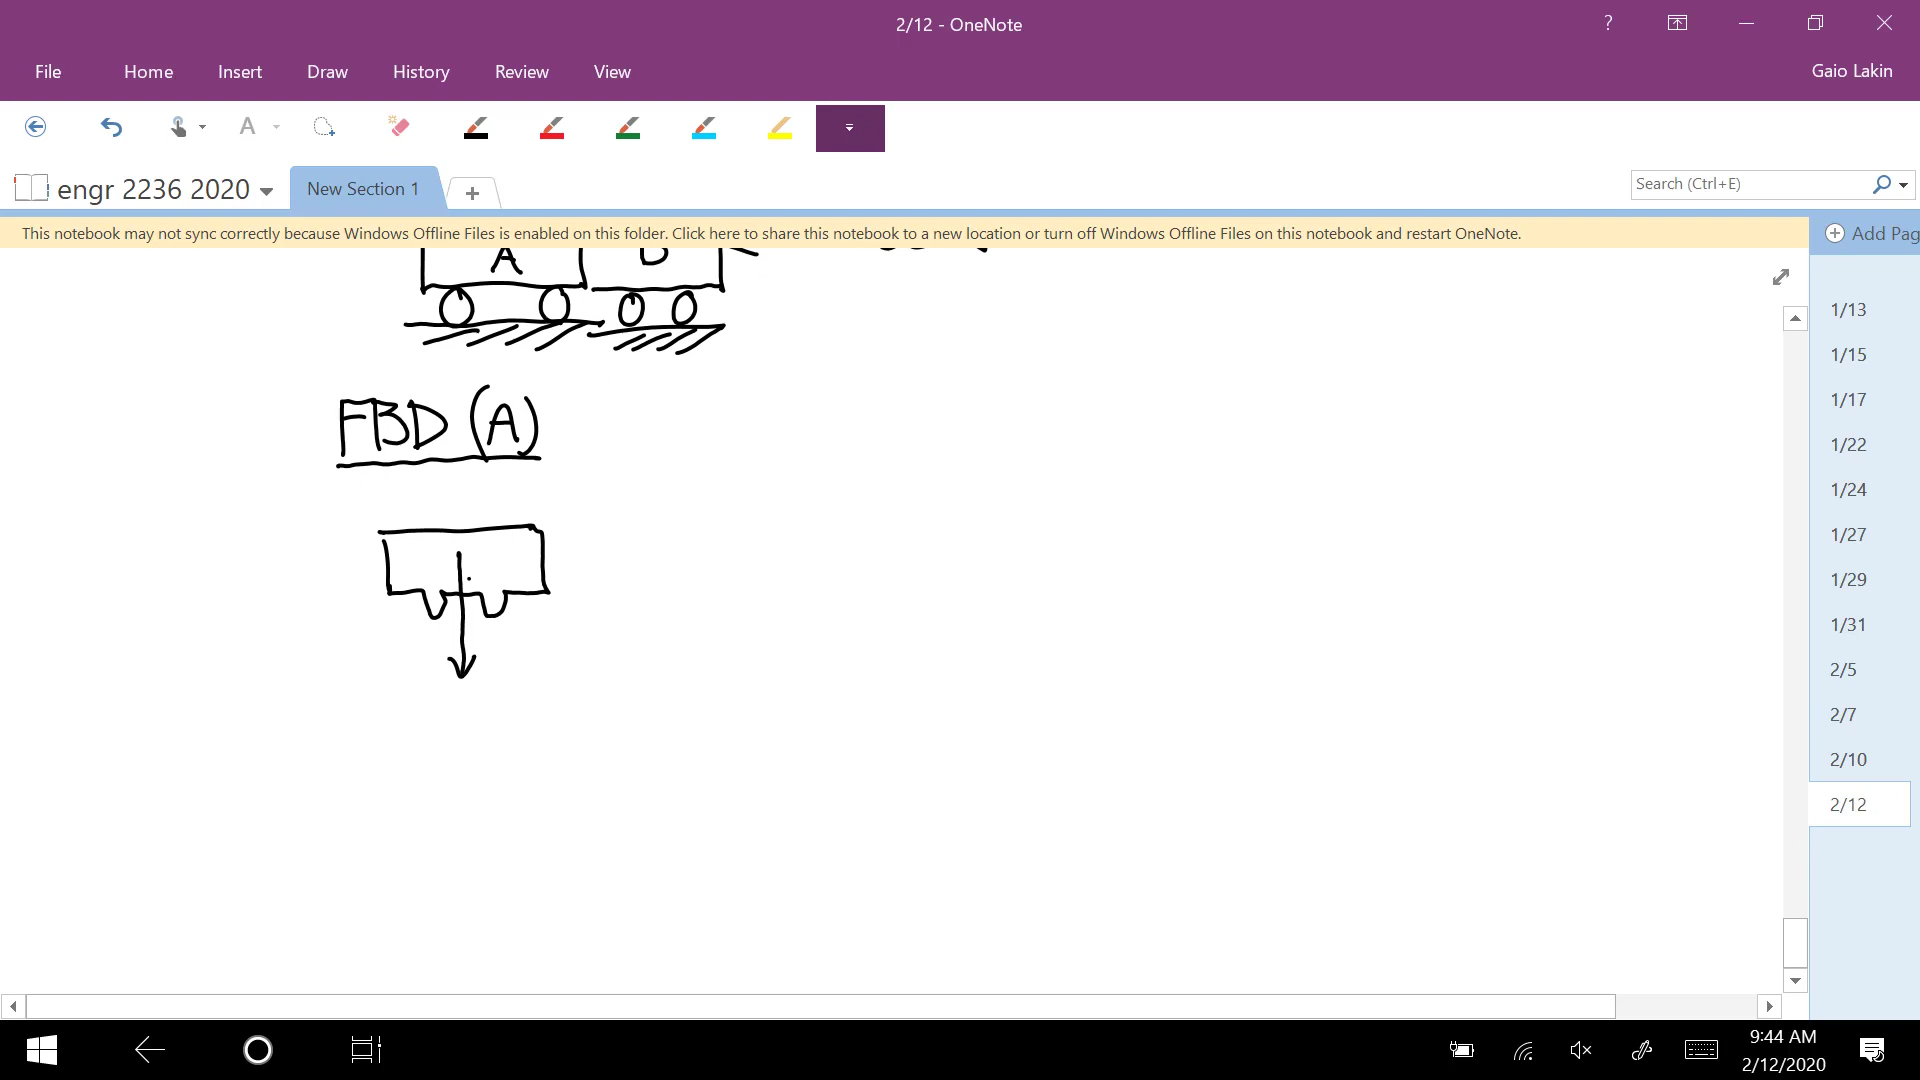 2/12 - OneNote
?
File Home Insert Draw History Review View
Gaio Lakin
A
engr 2236 2020
New Section 1
+
Search (Ctrl+E)
This notebook may not sync correctly because Windows Offline Files is enabled on this folder. Click here to share this notebook to a new location or turn off Windows Offline Files on this notebook and restart OneNote.
Add Pag
A B
FBD (A)
1/13
1/15
1/17
1/22
1/24
1/27
1/29
1/31
2/5
2/7
2/10
2/12
9:44 AM
2/12/2020